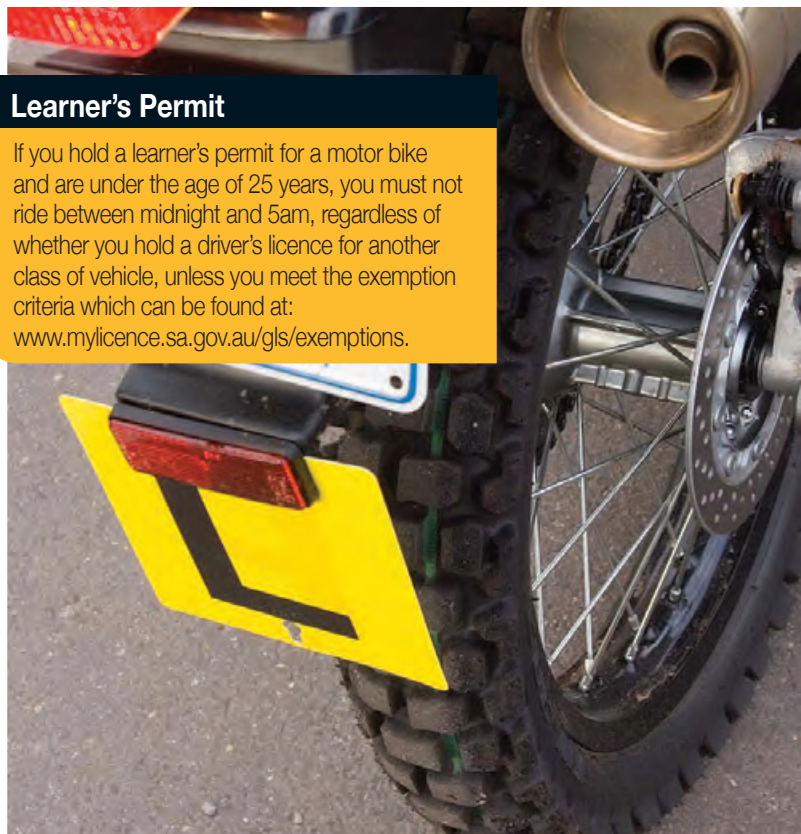 Learner’s Permit
If you hold a learner’s permit for a motor bike
and are under the age of 25 years, you must not
ride between midnight and 5am, regardless of
whether you hold a driver’s licence for another
class of vehicle, unless you meet the exemption
criteria which can be found at:
www.mylicence.sa.gov.au/gls/exemptions.
L